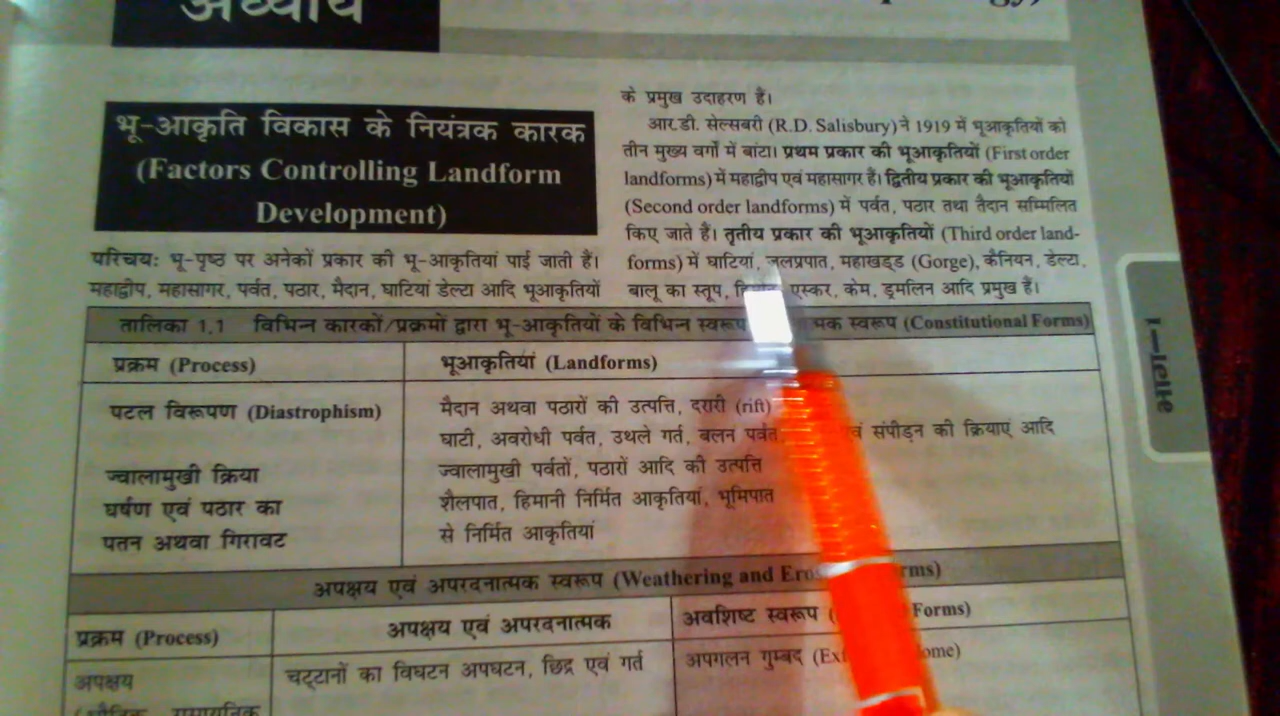 अध्याय
भू-आकृति विकास के नियंत्रक कारक
(Factors Controlling Landform
Development)
परिचयः भू-पृष्ठ पर अनेकों प्रकार की भू-आकृतियां पाई जाती हैं।
महाद्वीप, महासागर, पर्वत, पठार, मैदान, घाटियां डेल्टा आदि भूआकृतियों
के प्रमुख उदाहरण हैं।
आर.डी. सेल्सबरी (R.D. Salisbury) ने 1919 में भूआकृतियों को
तीन मुख्य वर्गों में बांटा। प्रथम प्रकार की भूआकृतियों (First order
landforms) में महाद्वीप एवं महासागर हैं। द्वितीय प्रकार की भूआकृतियों
(Second order landforms) में पर्वत, पठार तथा तैदान सम्मिलित
किए जाते हैं। तृतीय प्रकार की भूआकृतियों (Third order land-
forms) में घाटियां, जलप्रपात, महाखड्ड (Gorge), कैनियन, डेल्टा,
बालू का स्तूप, एस्कर, केम, ड्रमलिन आदि प्रमुख हैं।
तालिका 1.1 विभिन्न कारकों/प्रक्रमों द्वारा भू-आकृतियों के विभिन्न स्वरूप स्वरूप (Constitutional Forms)
प्रक्रम (Process) भूआकृतियां (Landforms)
पटल विरूपण (Diastrophism) मैदान अथवा पठारों की उत्पत्ति, दरारी (rift)
घाटी, अवरोधी पर्वत, उथले गर्त, बलन पर्वत संपीड़न की क्रियाएं आदि
ज्वालामुखी क्रिया ज्वालामुखी पर्वतों, पठारों आदि की उत्पत्ति
घर्षण एवं पठार का शैलपात, हिमानी निर्मित आकृतियां, भूमिपात
पतन अथवा गिरावट से निर्मित आकृतियां
अपक्षय एवं अपरदनात्मक स्वरूप (Weathering and
प्रक्रम (Process) अपक्षय एवं अपरदनात्मक अवशिष्ट स्वरूप Forms)
अपक्षय चट्टानों का विघटन अपघटन, छिद्र एवं गर्त अपगलन गुम्बद